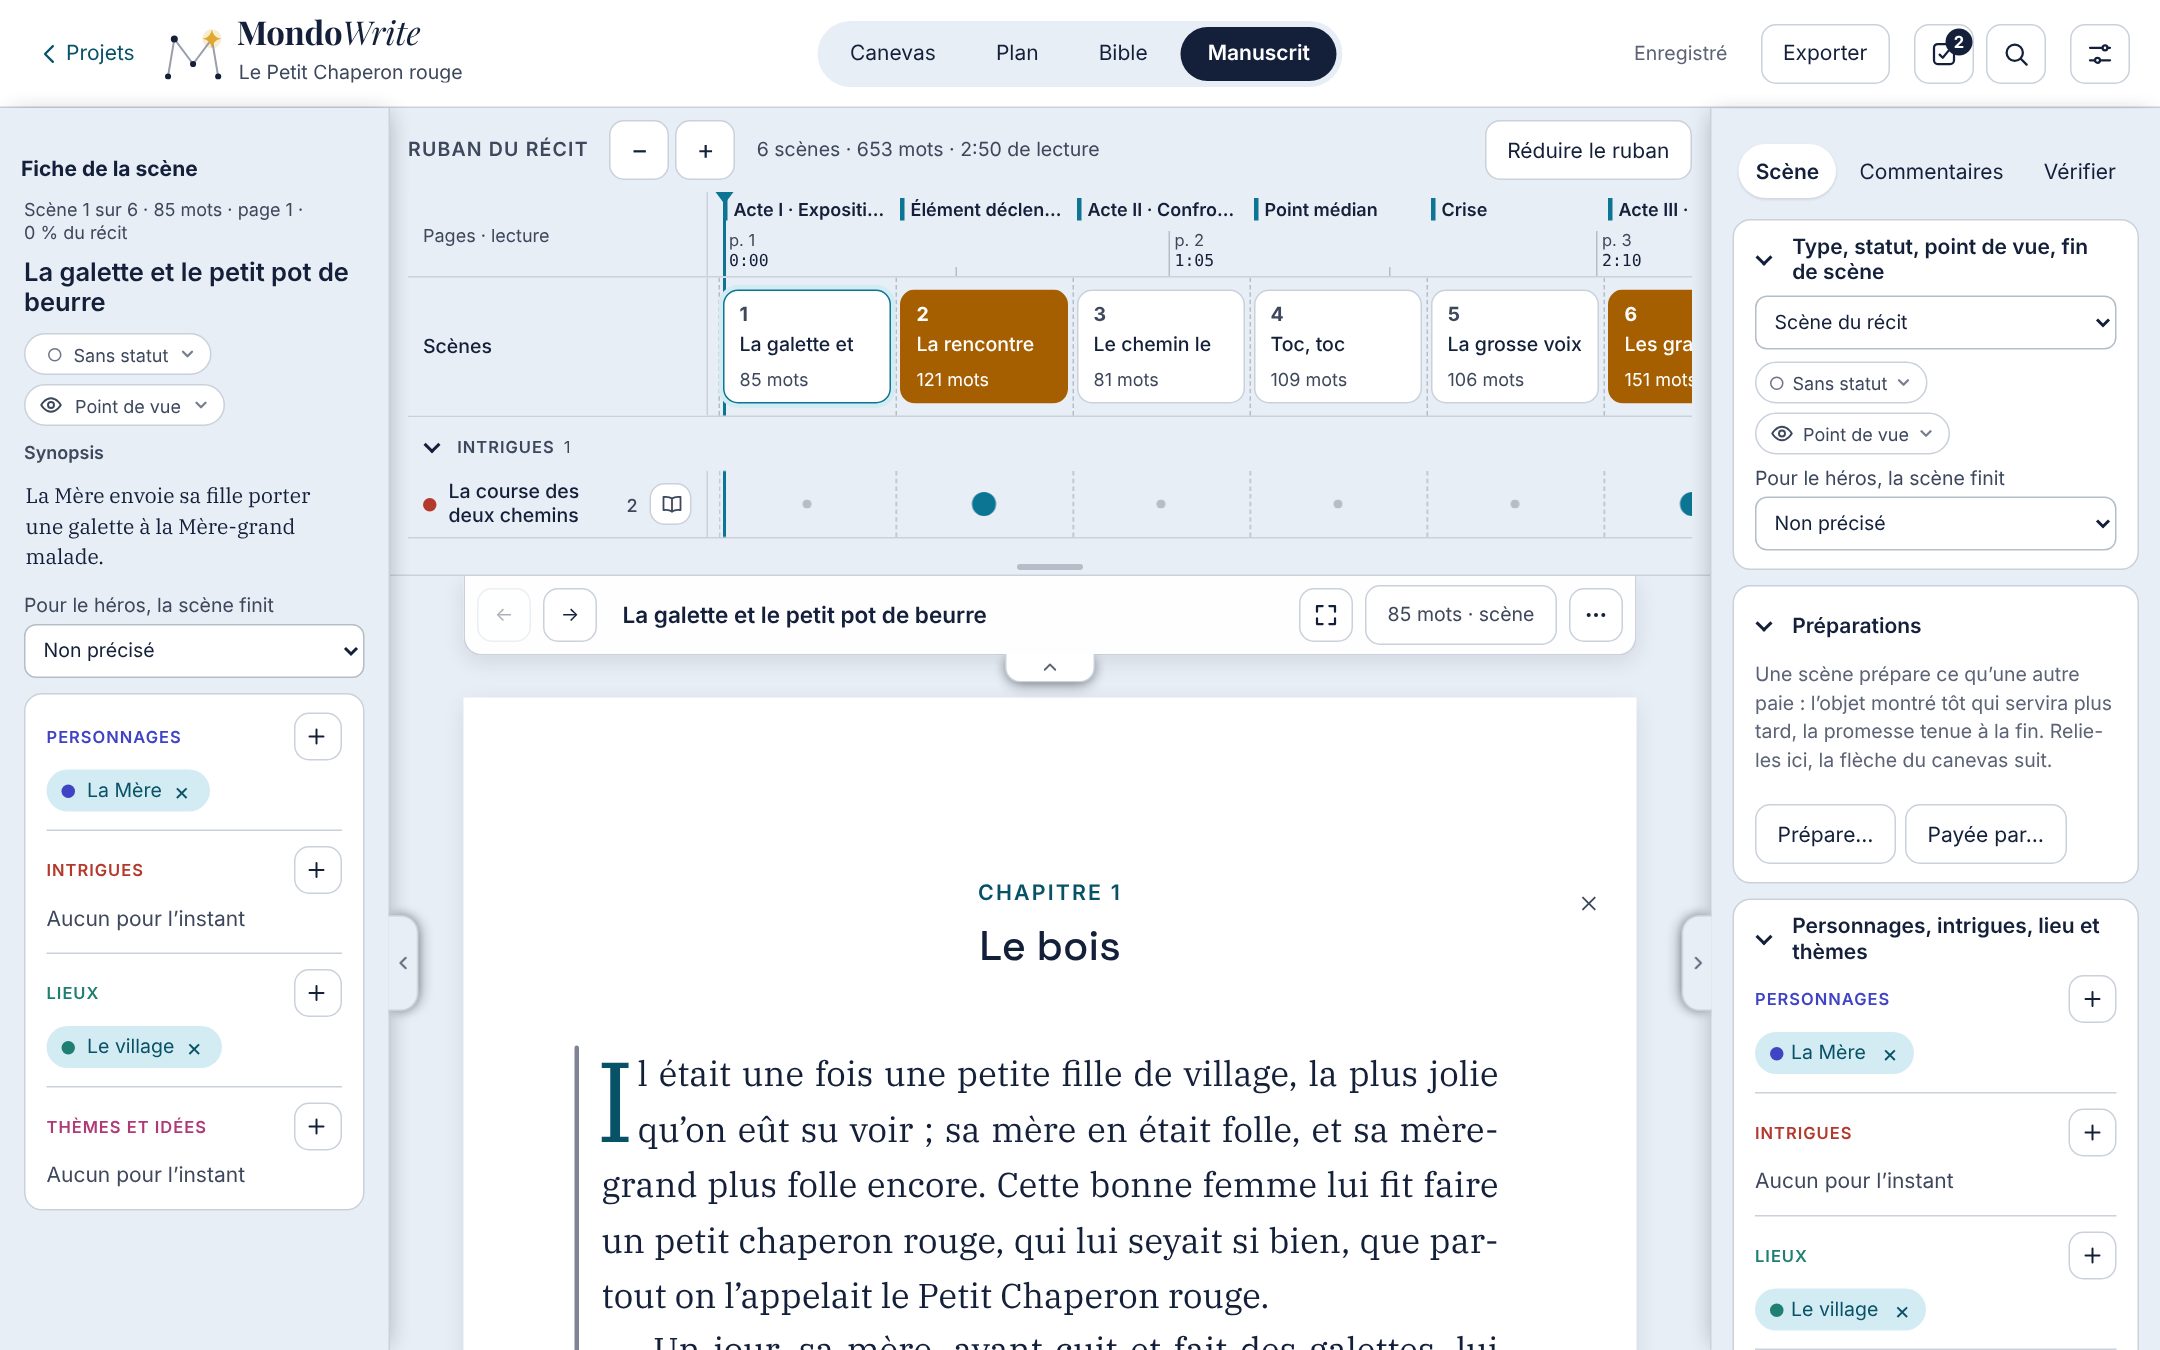 Projets
MondoWrite
Le Petit Chaperon rouge
Canevas
Plan
Bible
Manuscrit
Enregistré
Exporter
2
Fiche de la scène
Scène 1 sur 6 · 85 mots · page 1 ·
0 % du récit
La galette et le petit pot de
beurre
Sans statut
Point de vue
Synopsis
La Mère envoie sa fille porter
une galette à la Mère-grand
malade.
Pour le héros, la scène finit
Non précisé
PERSONNAGES
+
La Mère ×
INTRIGUES
+
Aucun pour l’instant
LIEUX
+
Le village ×
THÈMES ET IDÉES
+
Aucun pour l’instant
RUBAN DU RÉCIT
−
+
6 scènes · 653 mots · 2:50 de lecture
Réduire le ruban
Pages · lecture
Acte I · Expositi...
Élément déclen...
Acte II · Confro...
Point médian
Crise
Acte III ·
p. 1
0:00
p. 2
1:05
p. 3
2:10
Scènes
1
La galette et
85 mots
2
La rencontre
121 mots
3
Le chemin le
81 mots
4
Toc, toc
109 mots
5
La grosse voix
106 mots
6
Les gra
151 mots
INTRIGUES 1
La course des
deux chemins
2
La galette et le petit pot de beurre
85 mots · scène
...
CHAPITRE 1
Le bois
Il était une fois une petite fille de village, la plus jolie
qu’on eût su voir ; sa mère en était folle, et sa mère-
grand plus folle encore. Cette bonne femme lui fit faire
un petit chaperon rouge, qui lui seyait si bien, que par-
tout on l’appelait le Petit Chaperon rouge.
Un jour, sa mère, ayant cuit et fait des galettes, lui
Scène
Commentaires
Vérifier
Type, statut, point de vue, fin
de scène
Scène du récit
Sans statut
Point de vue
Pour le héros, la scène finit
Non précisé
Préparations
Une scène prépare ce qu’une autre
paie : l’objet montré tôt qui servira plus
tard, la promesse tenue à la fin. Relie-
les ici, la flèche du canevas suit.
Prépare...
Payée par...
Personnages, intrigues, lieu et
thèmes
PERSONNAGES
+
La Mère ×
INTRIGUES
+
Aucun pour l’instant
LIEUX
+
Le village ×